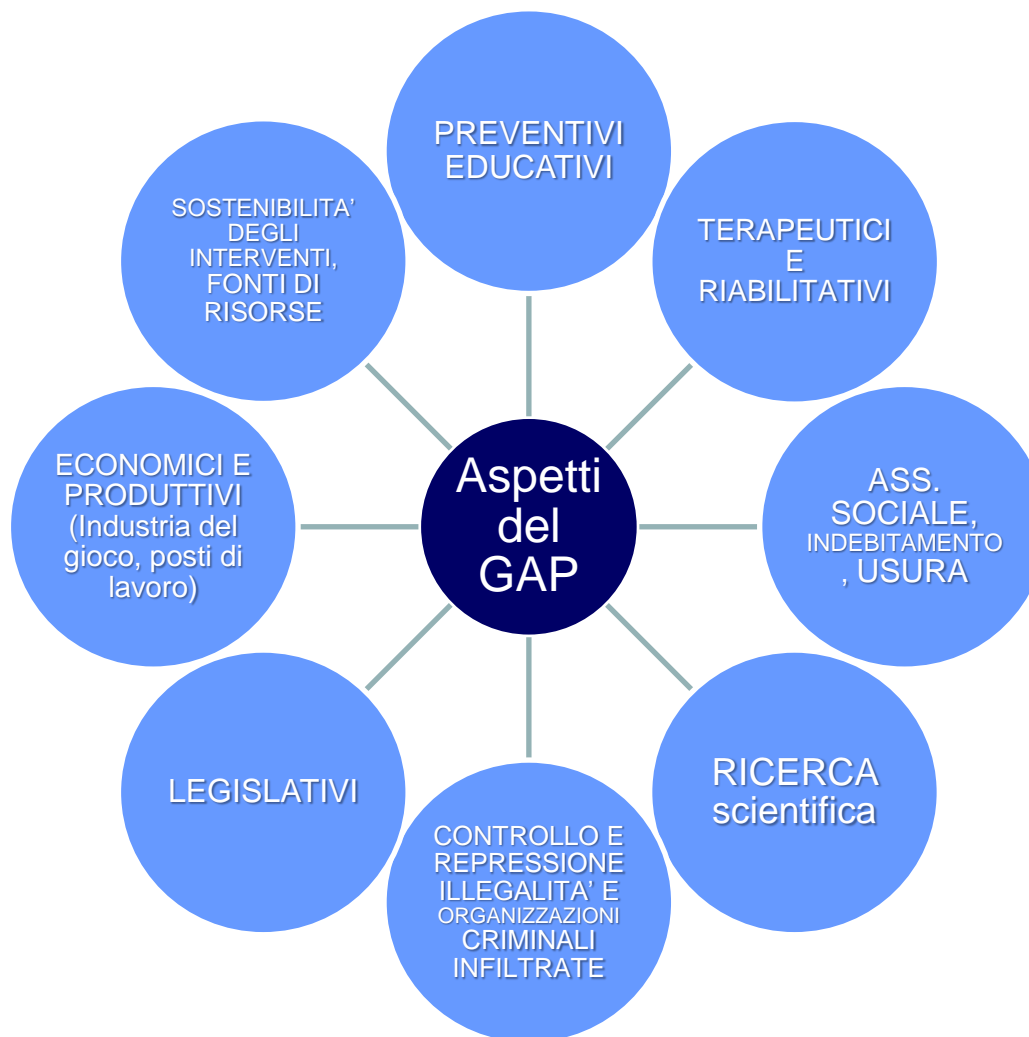 PREVENTIVI
EDUCATIVI
TERAPEUTICI
E
RIABILITATIVI
ASS.
SOCIALE,
INDEBITAMENTO
, USURA
RICERCA
scientifica
CONTROLLO E
REPRESSIONE
ILLEGALITA’ E
ORGANIZZAZIONI
CRIMINALI
INFILTRATE
LEGISLATIVI
ECONOMICI E
PRODUTTIVI
(Industria del
gioco, posti di
lavoro)
SOSTENIBILITA’
DEGLI
INTERVENTI,
FONTI DI
RISORSE
Aspetti
del
GAP